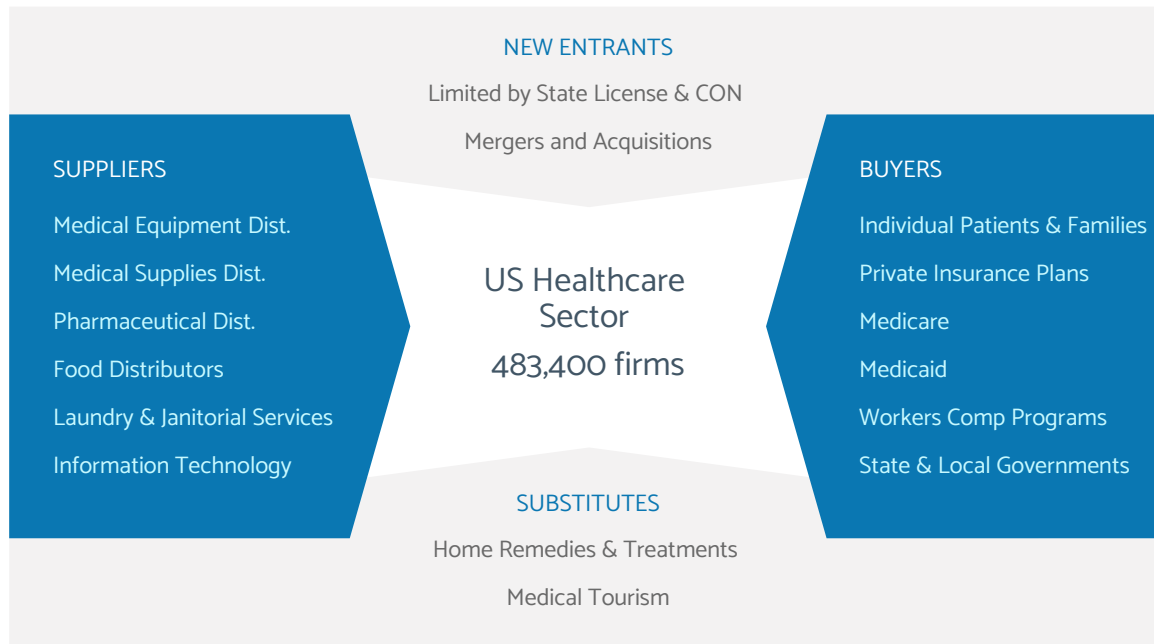 NEW ENTRANTS
Limited by State License & CON
Mergers and Acquisitions
SUPPLIERS
Medical Equipment Dist.
Medical Supplies Dist.
Pharmaceutical Dist.
Food Distributors
Laundry & Janitorial Services
Information Technology
US Healthcare
Sector
483,400 firms
BUYERS
Individual Patients & Families
Private Insurance Plans
Medicare
Medicaid
Workers Comp Programs
State & Local Governments
SUBSTITUTES
Home Remedies & Treatments
Medical Tourism